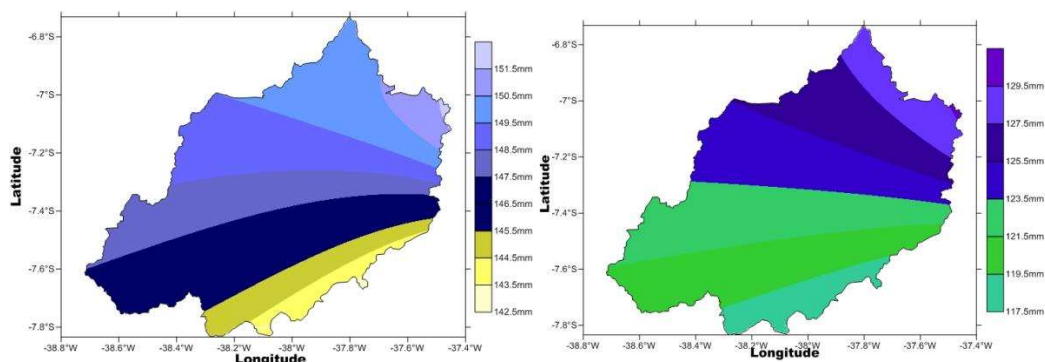 -6.8°S
-7°S
-7.2°S
-7.4°S
-7.6°S
-7.8°S
Latitude
-38.8°W
-38.6°W
-38.4°W
-38.2°W
-38°W
-37.8°W
-37.6°W
-37.4°W
Longitude
151.5mm
150.5mm
149.5mm
148.5mm
147.5mm
146.5mm
145.5mm
144.5mm
143.5mm
142.5mm
-6.8°S
-7°S
-7.2°S
-7.4°S
-7.6°S
-7.8°S
Latitude
-38.8°W
-38.6°W
-38.4°W
-38.2°W
-38°W
-37.8°W
-37.6°W
-37.4°W
Longitude
129.5mm
127.5mm
125.5mm
123.5mm
121.5mm
119.5mm
117.5mm